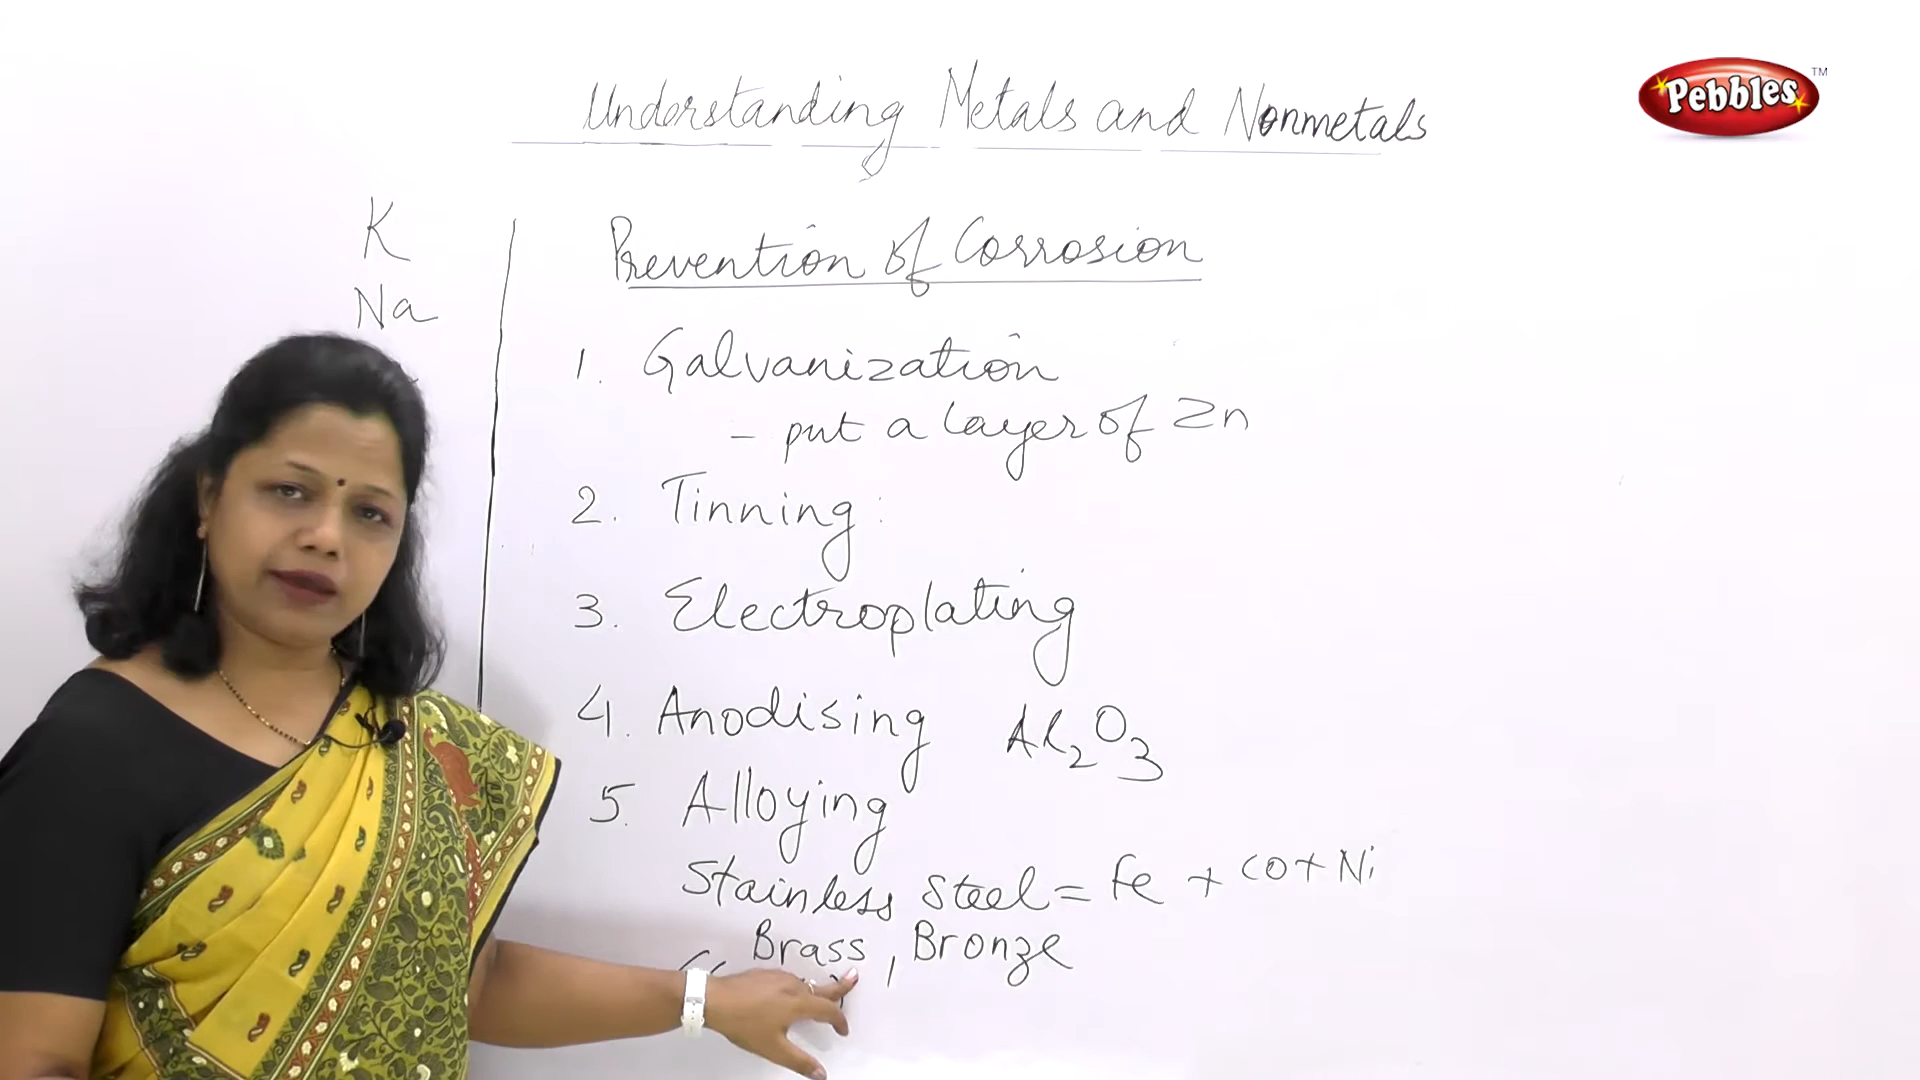 Pebbles TM
Understanding Metals and Nonmetals
K
Na
Prevention of Corrosion
1. Galvanization
- put a layer of Zn
2. Tinning :
3. Electroplating
4. Anodising Al2O3
5. Alloying
Stainless Steel = Fe + CO + Ni
Brass, Bronze